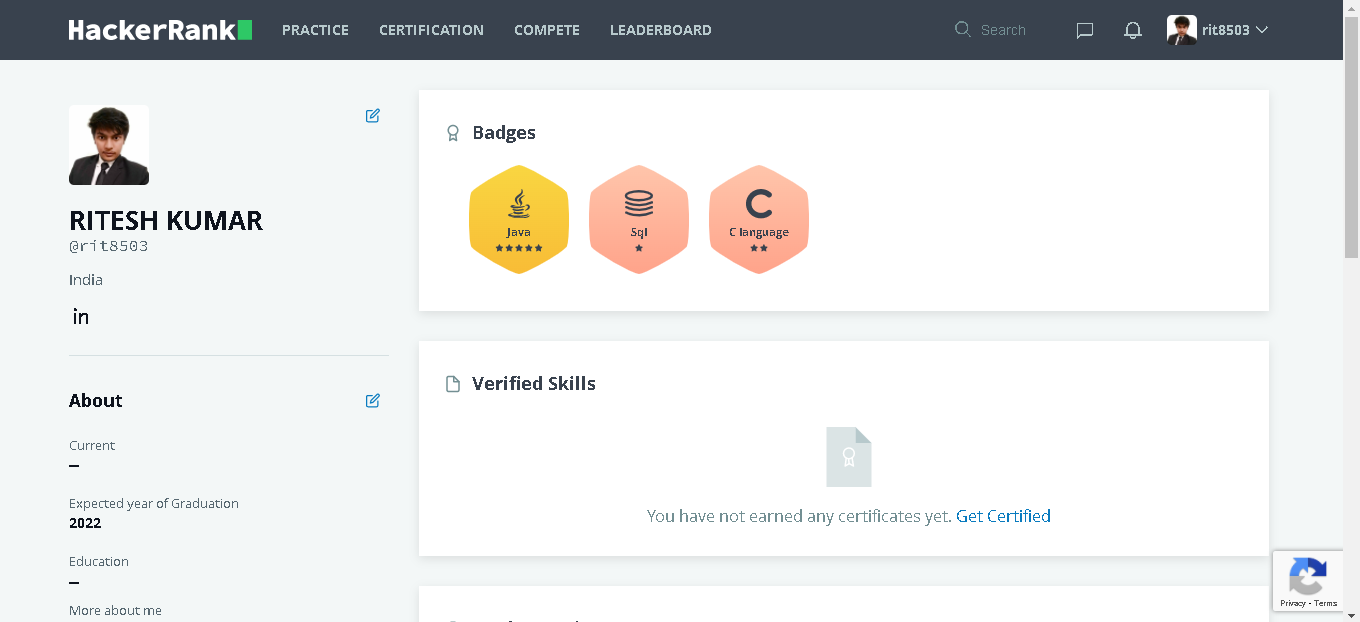 HackerRank PRACTICE CERTIFICATION COMPETE LEADERBOARD Search rit8503
RITESH KUMAR
@rit8503
India
in
About
Current
–
Expected year of Graduation
2022
Education
–
More about me
Badges
Java
Sql
C
C language
Verified Skills
You have not earned any certificates yet. Get Certified
Privacy - Terms